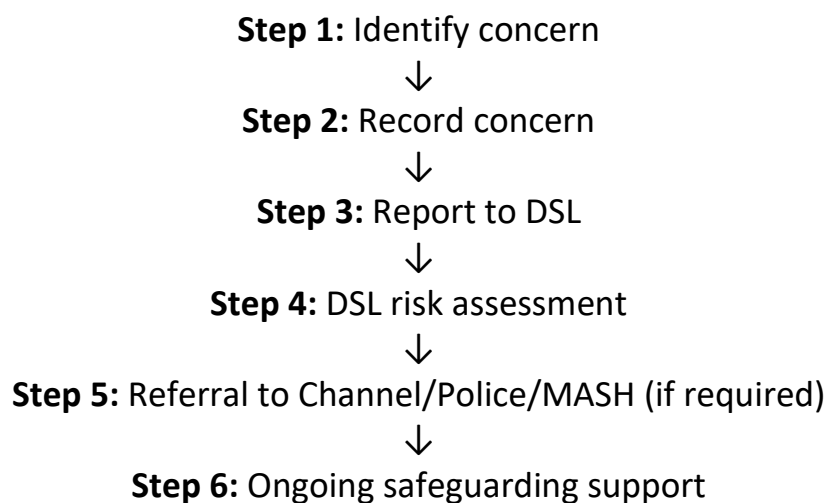 Step 1: Identify concern
↓
Step 2: Record concern
↓
Step 3: Report to DSL
↓
Step 4: DSL risk assessment
↓
Step 5: Referral to Channel/Police/MASH (if required)
↓
Step 6: Ongoing safeguarding support